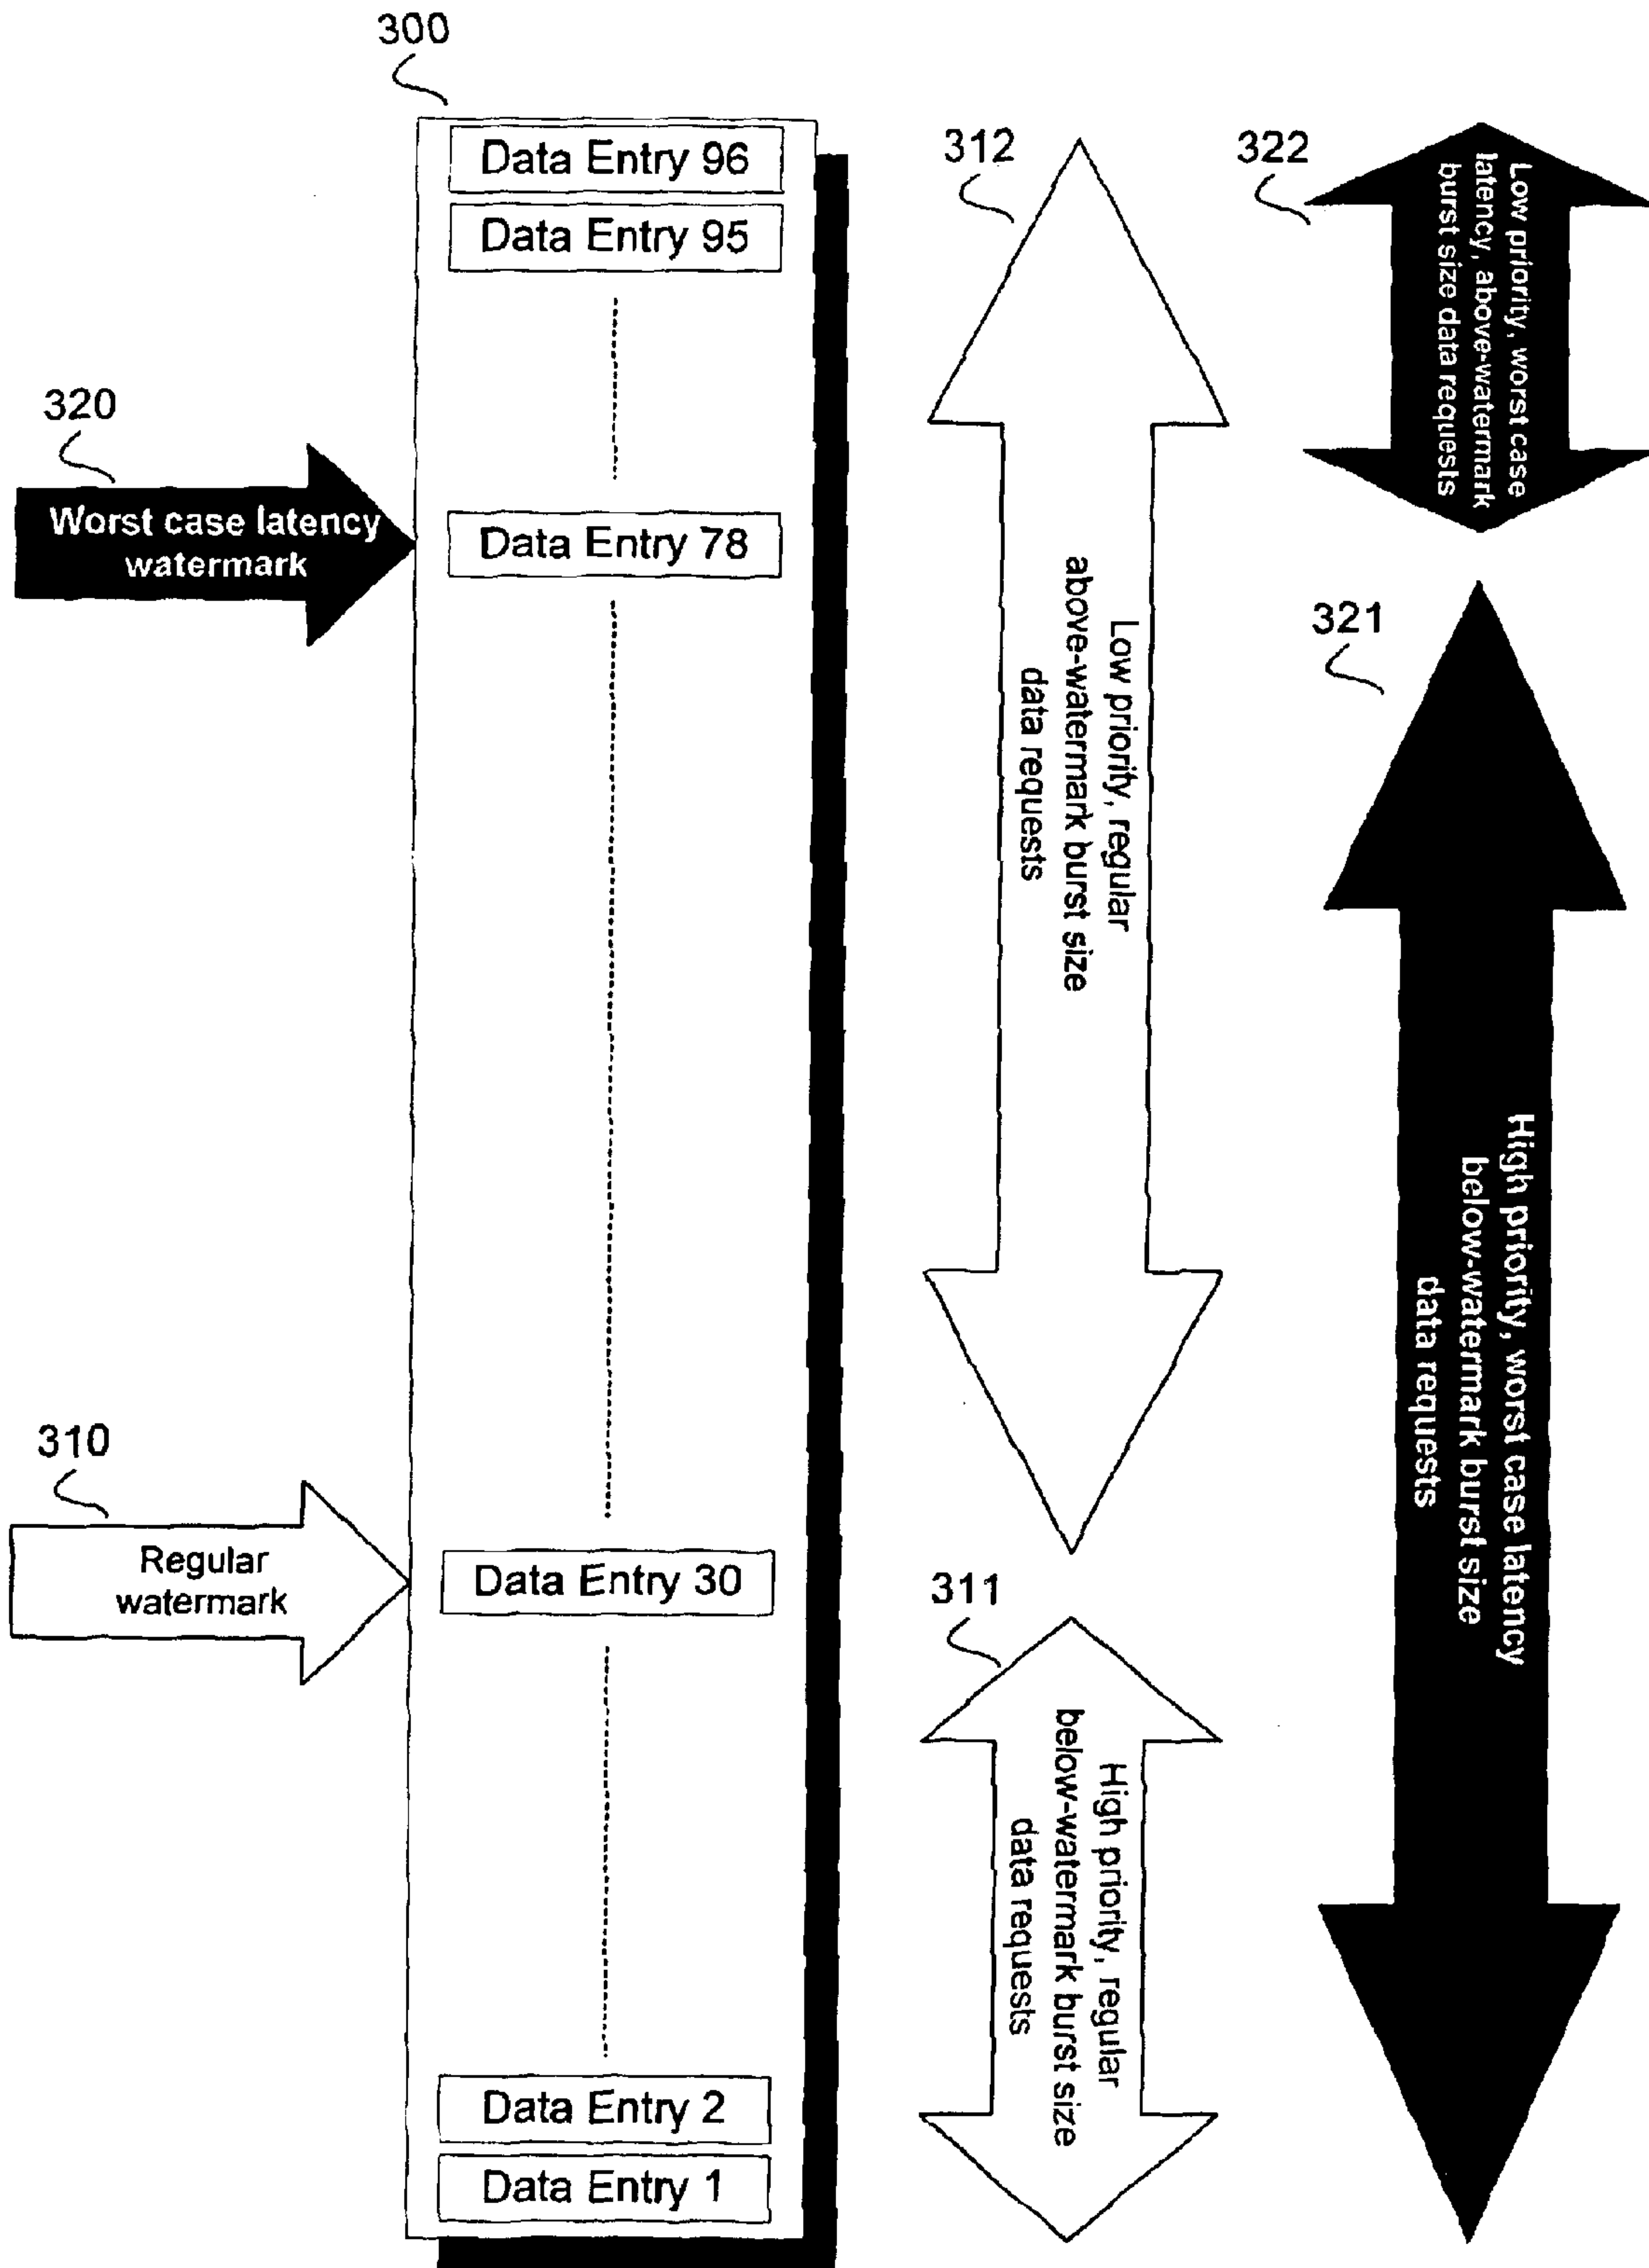 300
Data Entry 96
Data Entry 95
320
Worst case latency
watermark
Data Entry 78
310
Regular
watermark
Data Entry 30
Data Entry 2
Data Entry 1
312
Low priority, regular
above-watermark burst size
data requests
311
High priority, regular
below-watermark burst size
data requests
322
Low priority, worst case
latency, above-watermark
burst size data requests
321
High priority, worst case latency
below-watermark burst size
data requests